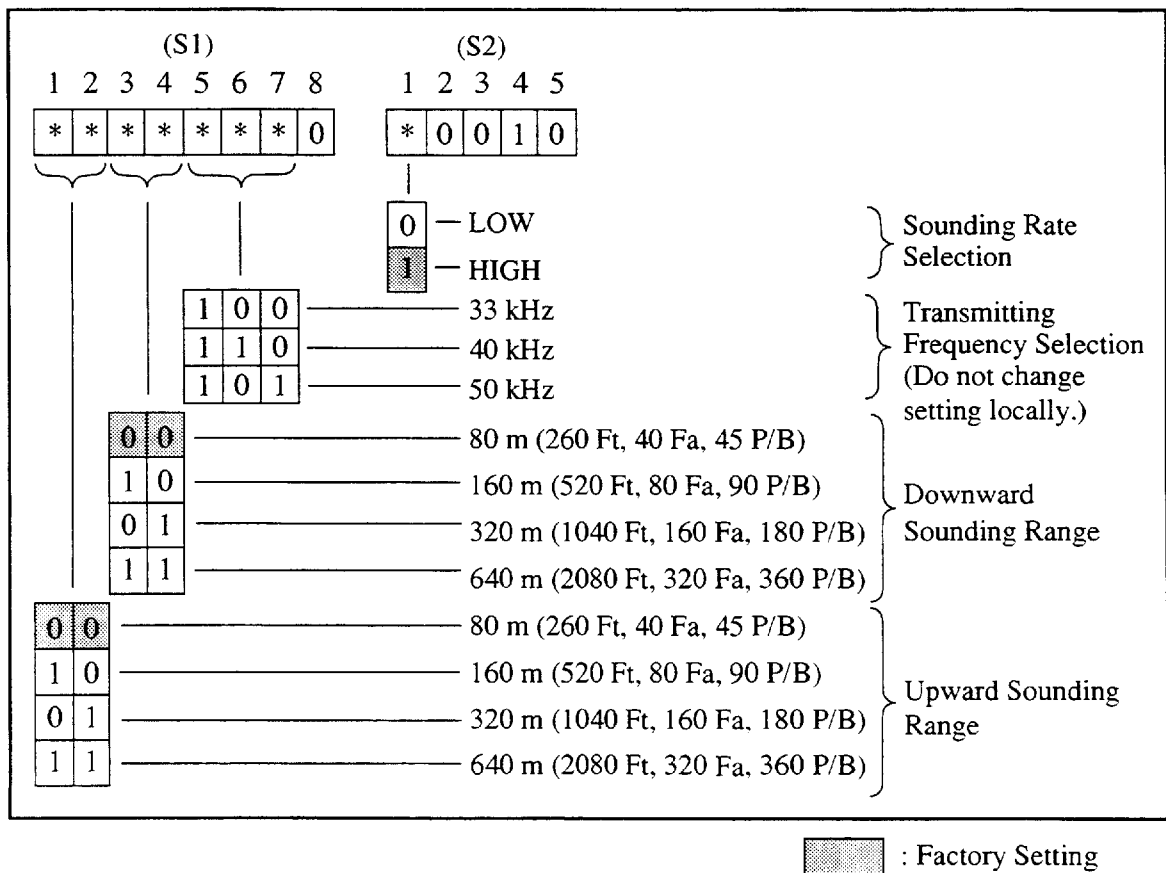 (S1) (S2)
1 2 3 4 5 6 7 8 1 2 3 4 5
* * * * * * * 0 * 0 0 1 0
0 LOW
1 HIGH
Sounding Rate
Selection
1 0 0 33 kHz
1 1 0 40 kHz
1 0 1 50 kHz
Transmitting
Frequency Selection
(Do not change
setting locally.)
0 0 80 m (260 Ft, 40 Fa, 45 P/B)
1 0 160 m (520 Ft, 80 Fa, 90 P/B)
0 1 320 m (1040 Ft, 160 Fa, 180 P/B)
1 1 640 m (2080 Ft, 320 Fa, 360 P/B)
Downward
Sounding Range
0 0 80 m (260 Ft, 40 Fa, 45 P/B)
1 0 160 m (520 Ft, 80 Fa, 90 P/B)
0 1 320 m (1040 Ft, 160 Fa, 180 P/B)
1 1 640 m (2080 Ft, 320 Fa, 360 P/B)
Upward Sounding
Range
: Factory Setting